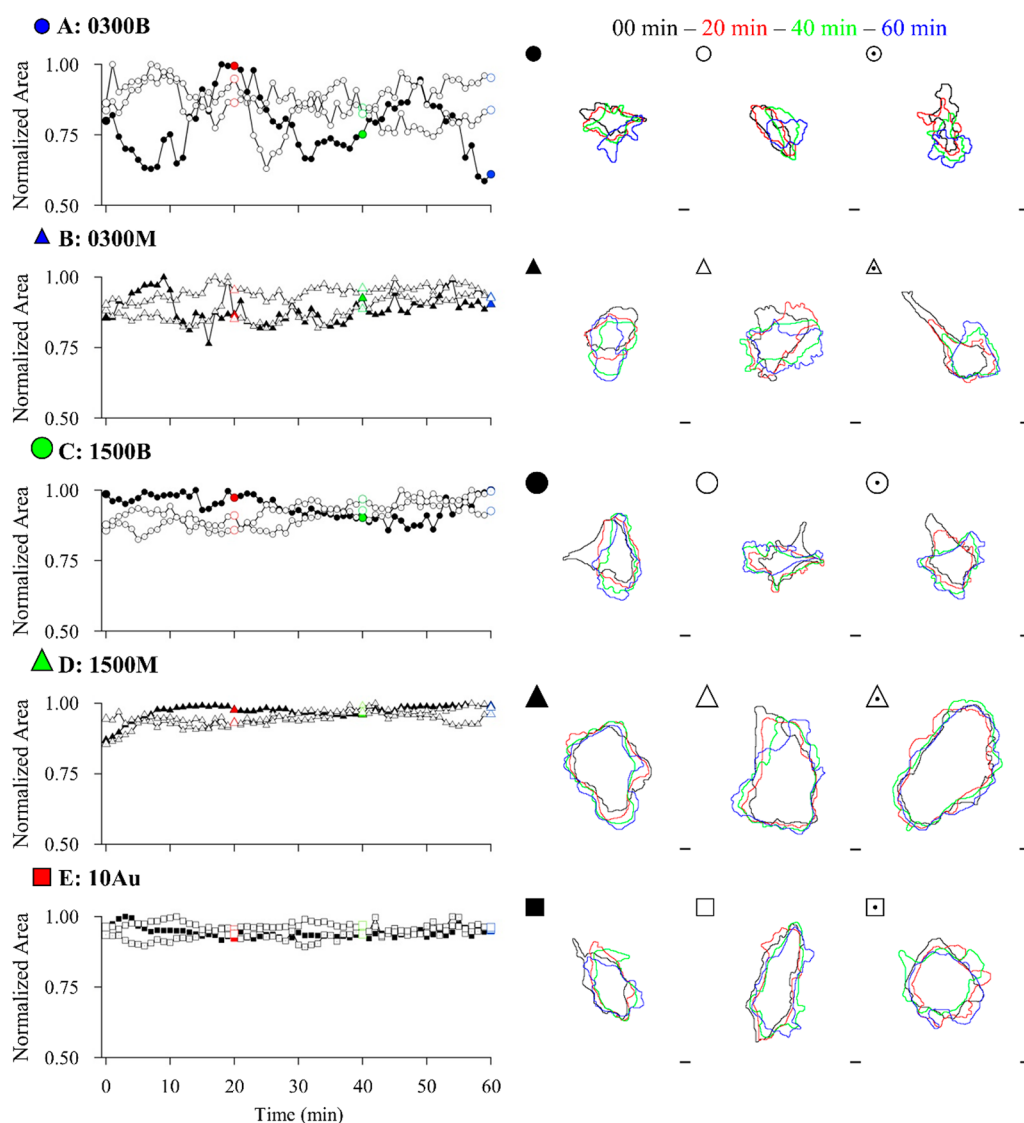 A: 0300B
00 min – 20 min – 40 min – 60 min
Normalized Area
1.00
0.75
0.50
B: 0300M
Normalized Area
1.00
0.75
0.50
C: 1500B
Normalized Area
1.00
0.75
0.50
D: 1500M
Normalized Area
1.00
0.75
0.50
E: 10Au
Normalized Area
1.00
0.75
0.50
0 10 20 30 40 50 60
Time (min)